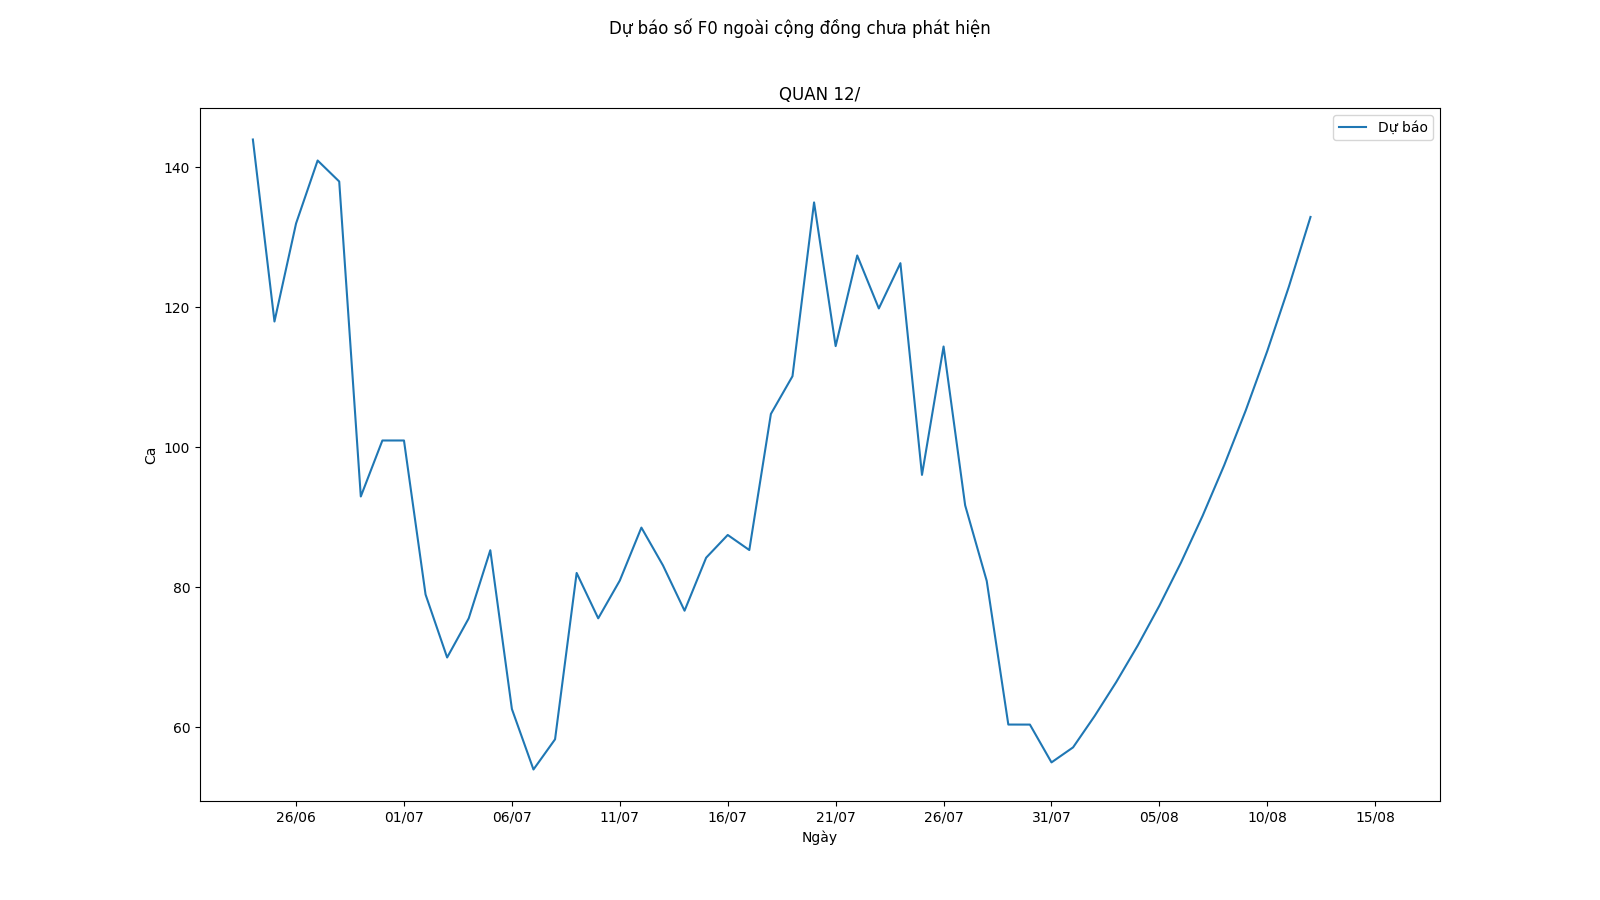 Dự báo số F0 ngoài cộng đồng chưa phát hiện
QUAN 12/
Dự báo
140
120
100
80
60
Ca
26/06 01/07 06/07 11/07 16/07 21/07 26/07 31/07 05/08 10/08 15/08
Ngày